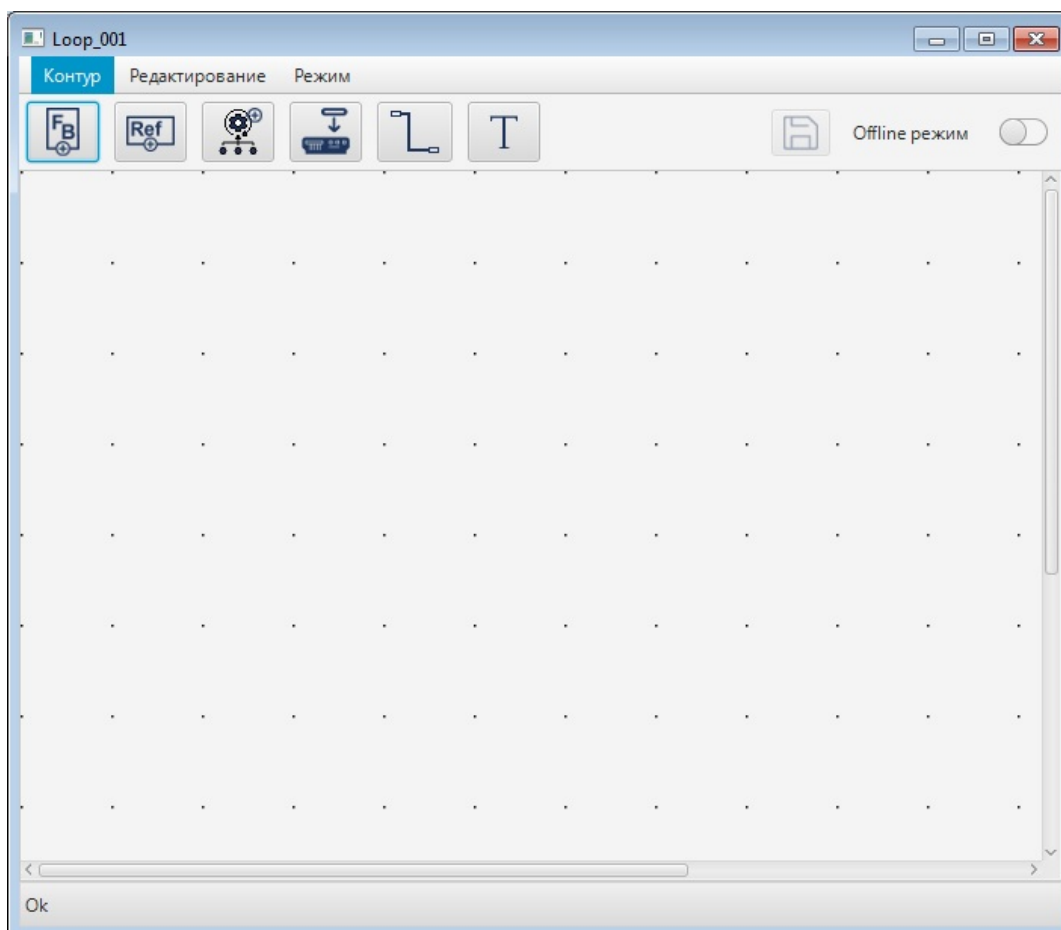 Loop_001
Контур Редактирование Режим
FB Ref T Offline режим
Ok